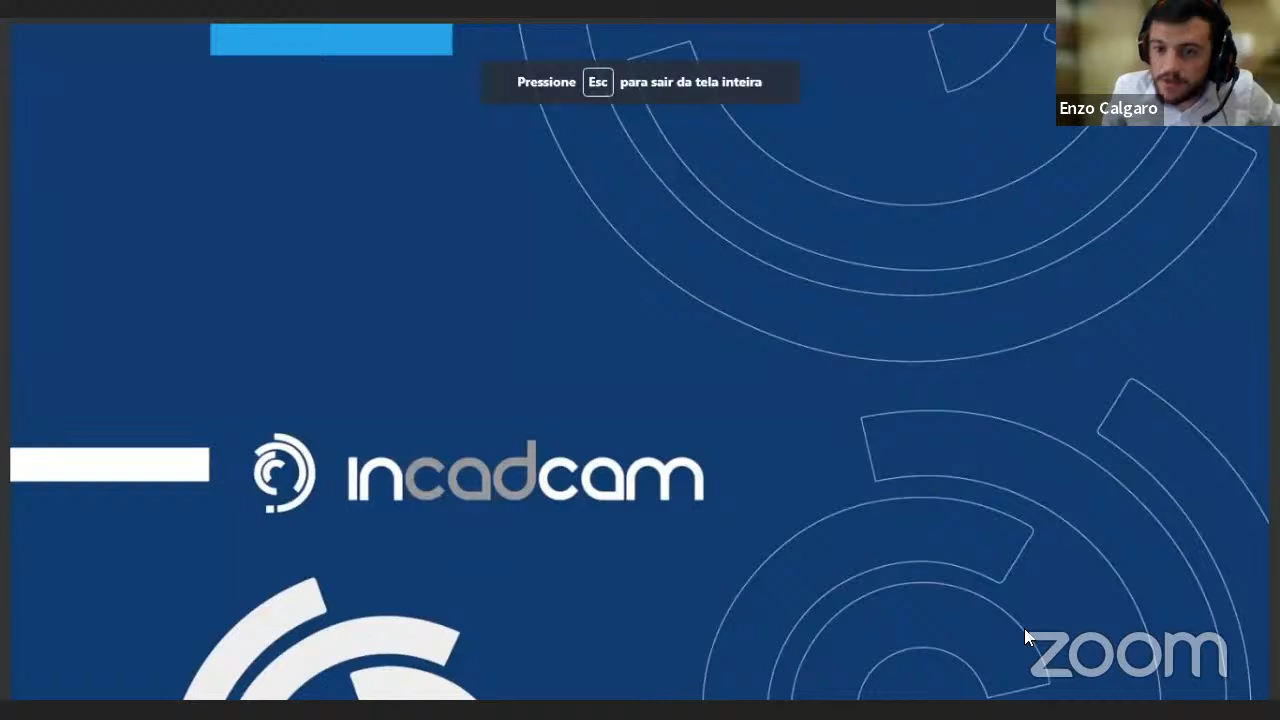 Pressione Esc para sair da tela inteira
Enzo Calgaro
incadcam
zoom